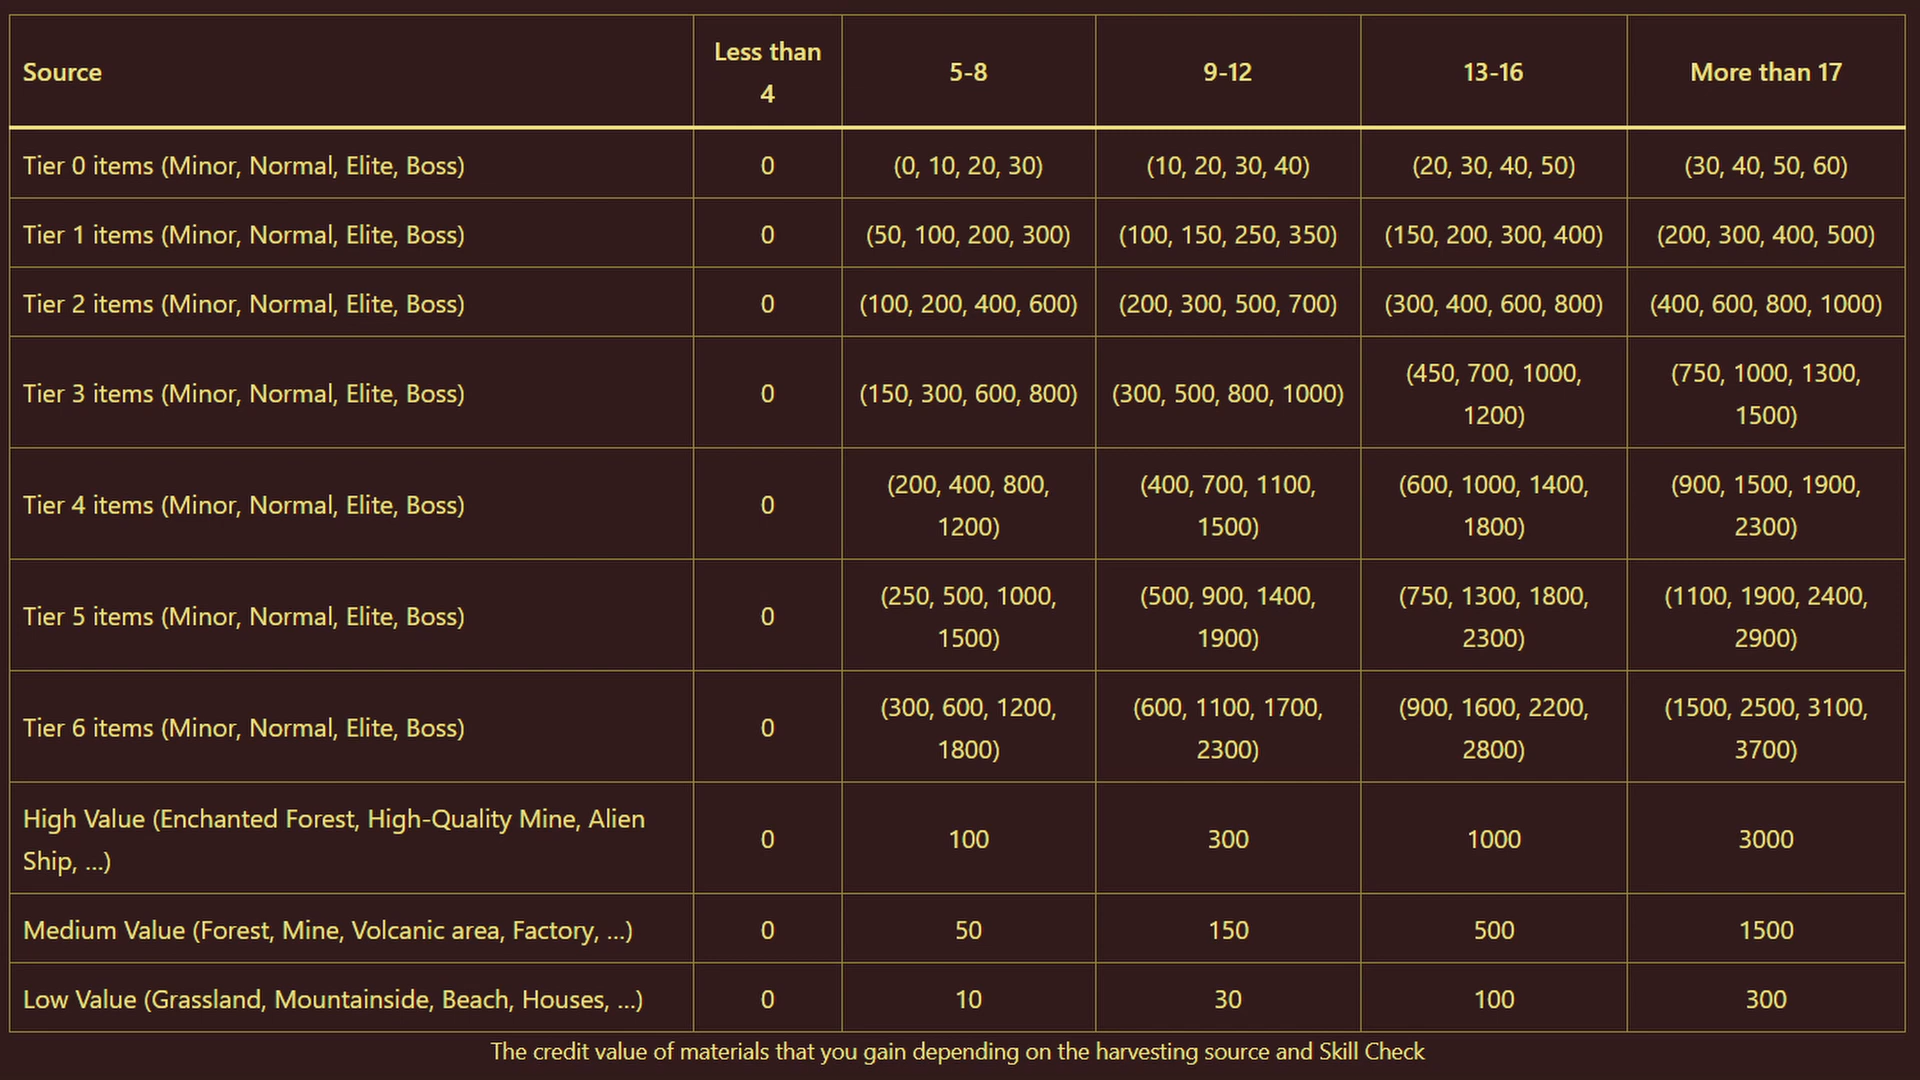 Source
Less than
4
5-8
9-12
13-16
More than 17
Tier 0 items (Minor, Normal, Elite, Boss)
0
(0, 10, 20, 30)
(10, 20, 30, 40)
(20, 30, 40, 50)
(30, 40, 50, 60)
Tier 1 items (Minor, Normal, Elite, Boss)
0
(50, 100, 200, 300)
(100, 150, 250, 350)
(150, 200, 300, 400)
(200, 300, 400, 500)
Tier 2 items (Minor, Normal, Elite, Boss)
0
(100, 200, 400, 600)
(200, 300, 500, 700)
(300, 400, 600, 800)
(400, 600, 800, 1000)
Tier 3 items (Minor, Normal, Elite, Boss)
0
(150, 300, 600, 800)
(300, 500, 800, 1000)
(450, 700, 1000,
1200)
(750, 1000, 1300,
1500)
Tier 4 items (Minor, Normal, Elite, Boss)
0
(200, 400, 800,
1200)
(400, 700, 1100,
1500)
(600, 1000, 1400,
1800)
(900, 1500, 1900,
2300)
Tier 5 items (Minor, Normal, Elite, Boss)
0
(250, 500, 1000,
1500)
(500, 900, 1400,
1900)
(750, 1300, 1800,
2300)
(1100, 1900, 2400,
2900)
Tier 6 items (Minor, Normal, Elite, Boss)
0
(300, 600, 1200,
1800)
(600, 1100, 1700,
2300)
(900, 1600, 2200,
2800)
(1500, 2500, 3100,
3700)
High Value (Enchanted Forest, High-Quality Mine, Alien
Ship, ...)
0
100
300
1000
3000
Medium Value (Forest, Mine, Volcanic area, Factory, ...)
0
50
150
500
1500
Low Value (Grassland, Mountainside, Beach, Houses, ...)
0
10
30
100
300
The credit value of materials that you gain depending on the harvesting source and Skill Check